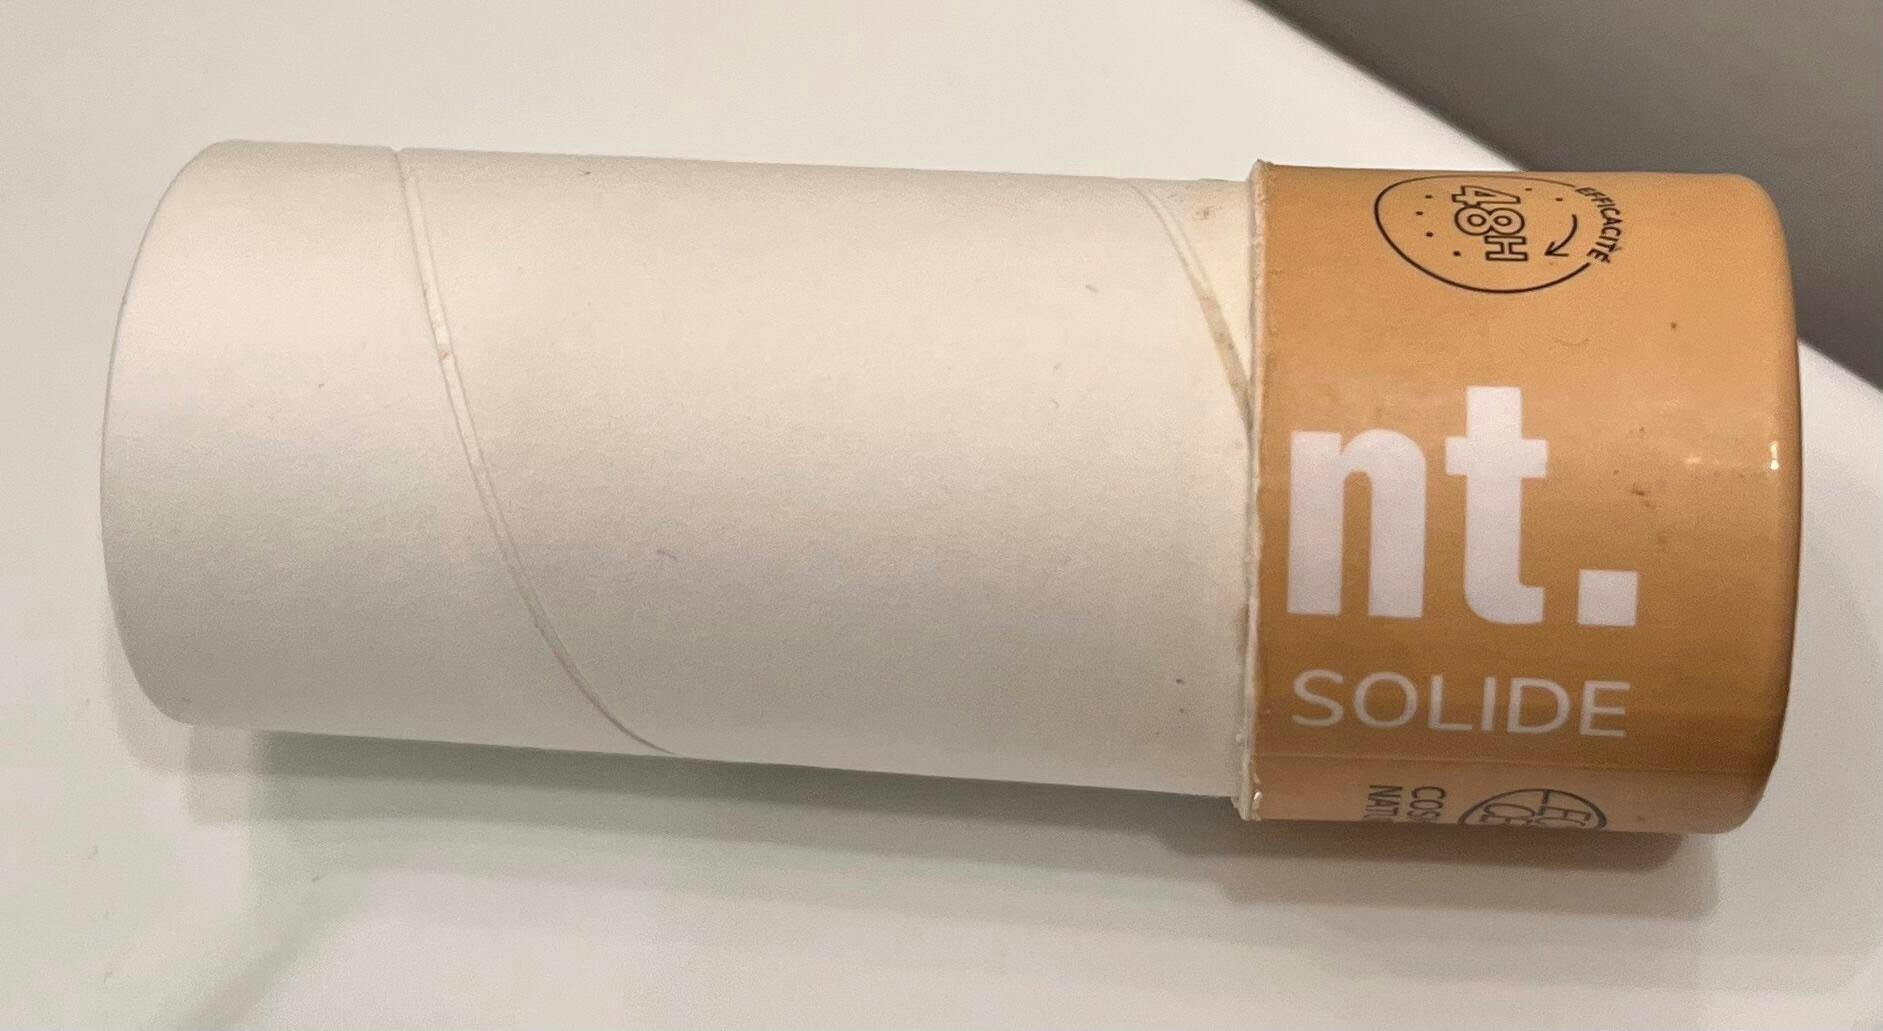 EFFICACITÉ
48H
nt.
SOLIDE